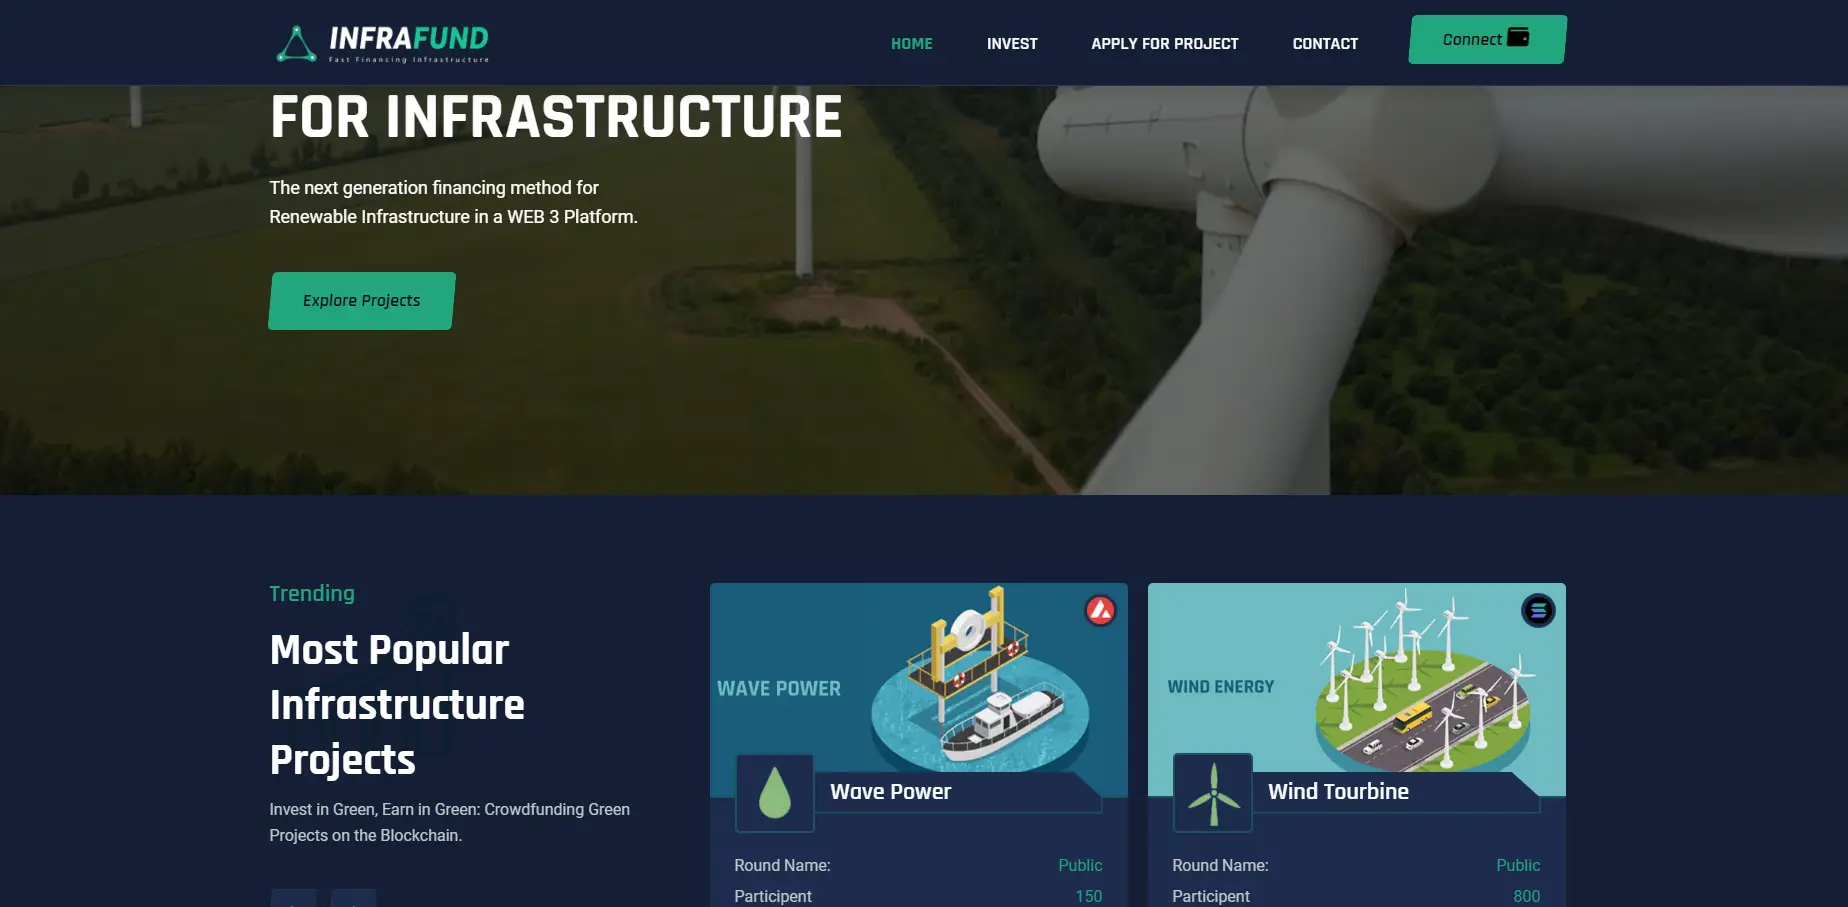 INFRAFUND
Fast Financing Infrastructure
HOME
INVEST
APPLY FOR PROJECT
CONTACT
Connect
FOR INFRASTRUCTURE
The next generation financing method for
Renewable Infrastructure in a WEB 3 Platform.
Explore Projects
Trending
Most Popular
Infrastructure
Projects
Invest in Green, Earn in Green: Crowdfunding Green
Projects on the Blockchain.
WAVE POWER
Wave Power
Round Name: Public
Participent 150
WIND ENERGY
Wind Tourbine
Round Name: Public
Participent 800